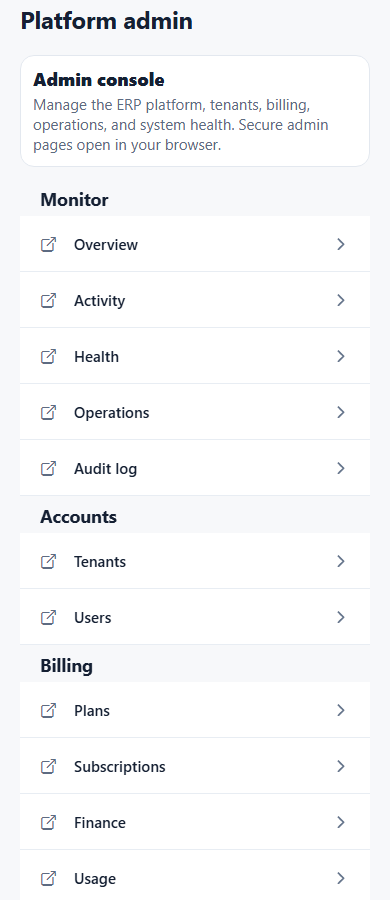 Platform admin
Admin console
Manage the ERP platform, tenants, billing,
operations, and system health. Secure admin
pages open in your browser.
Monitor
Overview
Activity
Health
Operations
Audit log
Accounts
Tenants
Users
Billing
Plans
Subscriptions
Finance
Usage